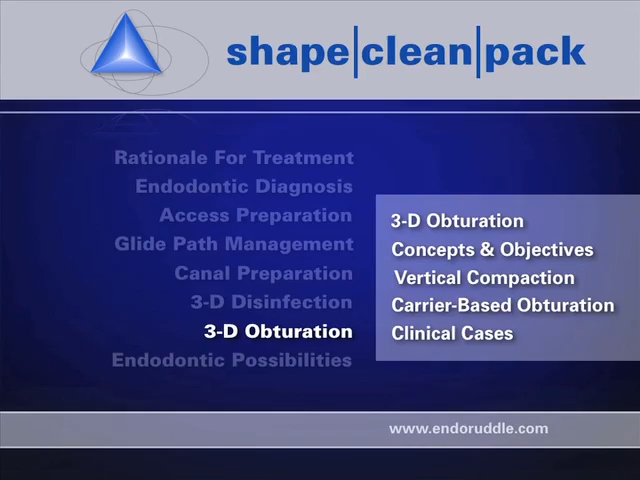 shape|clean|pack
Rationale For Treatment
Endodontic Diagnosis
Access Preparation
Glide Path Management
Canal Preparation
3-D Disinfection
3-D Obturation
Endodontic Possibilities
3-D Obturation
Concepts & Objectives
Vertical Compaction
Carrier-Based Obturation
Clinical Cases
www.endoruddle.com